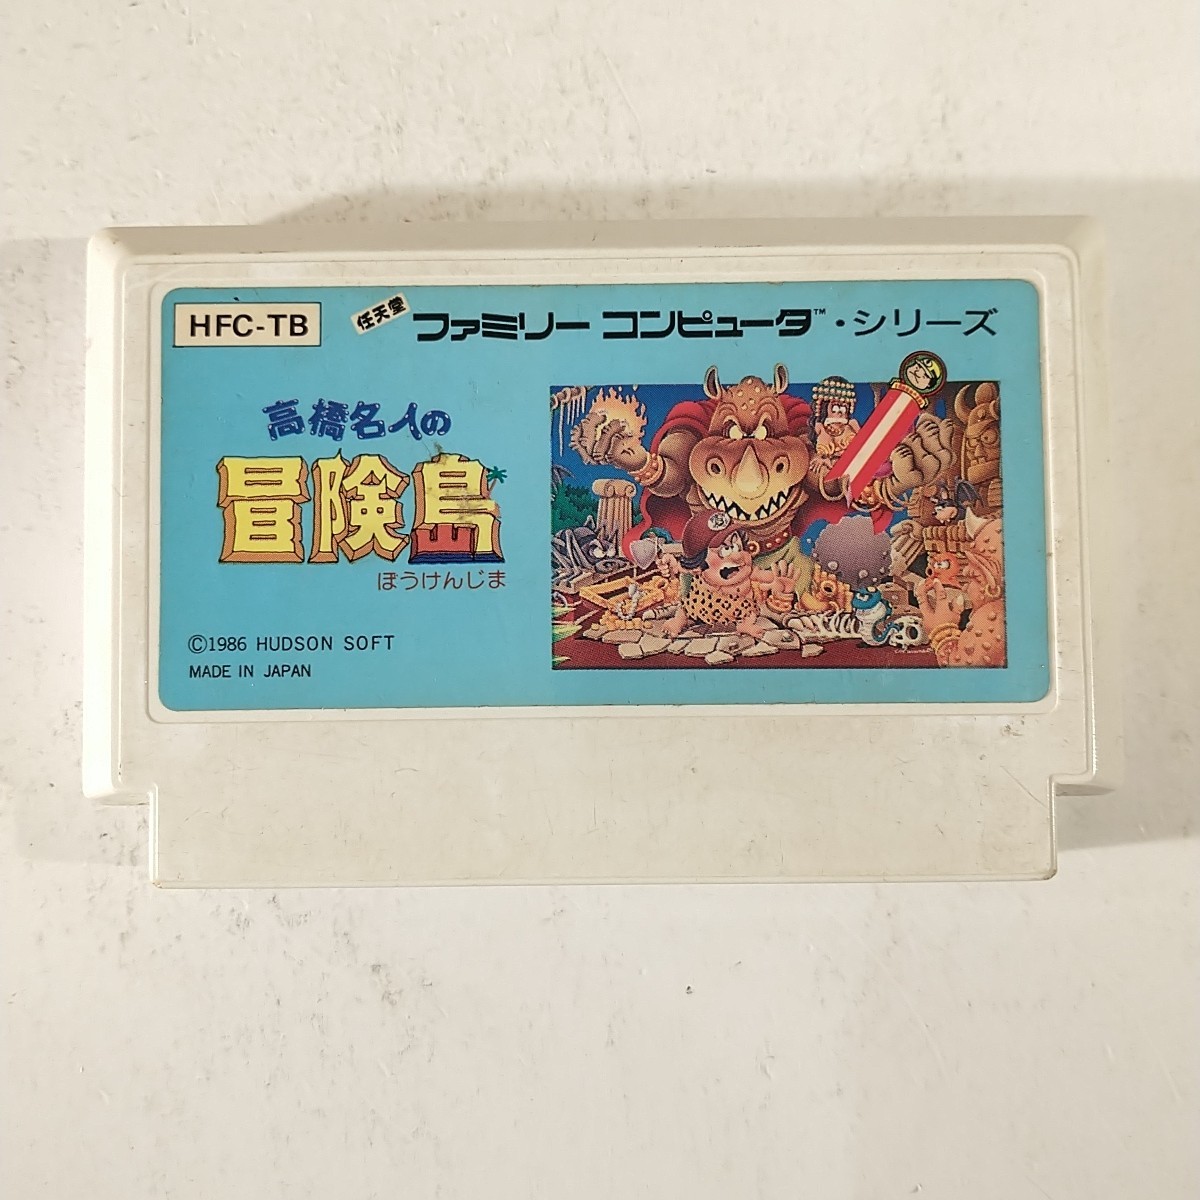 HFC-TB
任天堂 ファミリー コンピュータ™・シリーズ
高橋名人の
冒険島
ぼうけんじま
©1986 HUDSON SOFT
MADE IN JAPAN